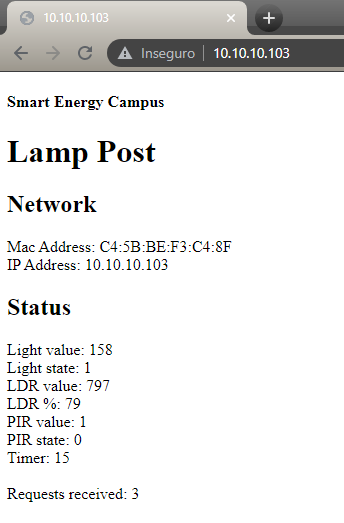 10.10.10.103
Inseguro 10.10.10.103
Smart Energy Campus
Lamp Post
Network
Mac Address: C4:5B:BE:F3:C4:8F
IP Address: 10.10.10.103
Status
Light value: 158
Light state: 1
LDR value: 797
LDR %: 79
PIR value: 1
PIR state: 0
Timer: 15
Requests received: 3